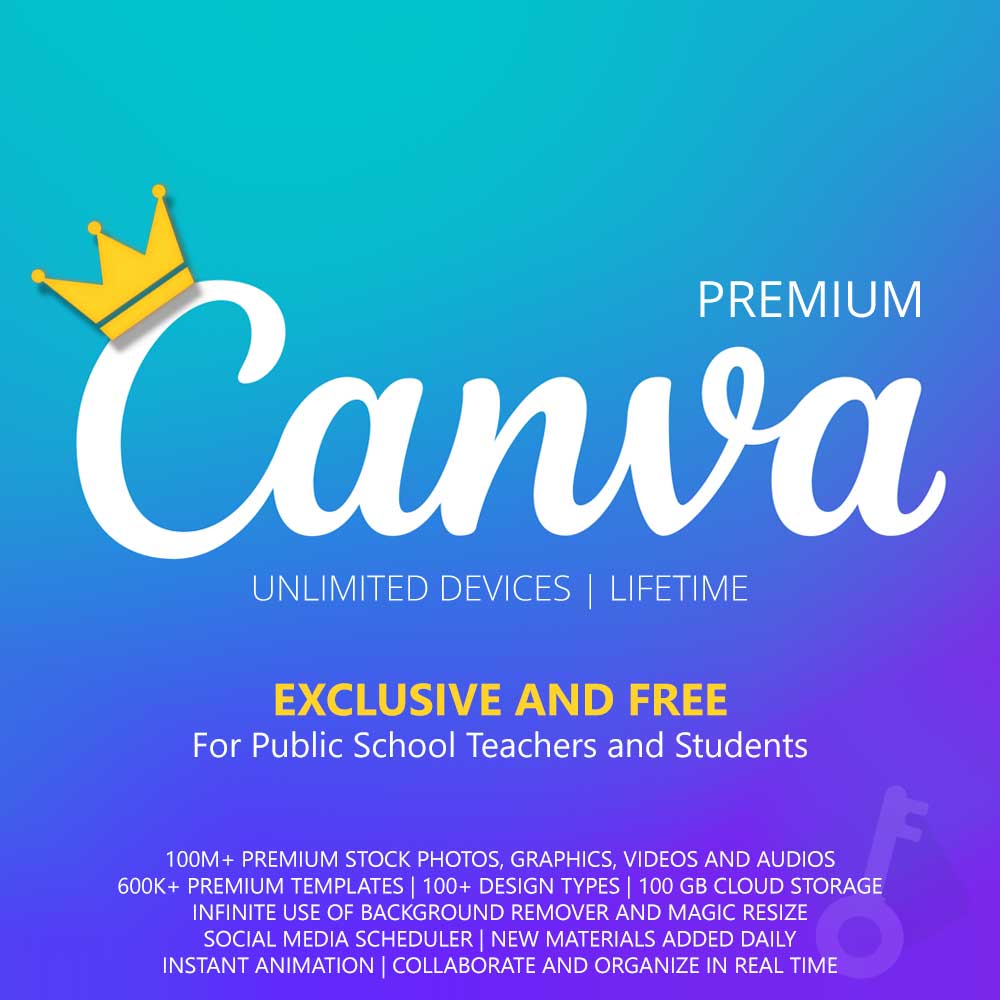 PREMIUM
Canva
UNLIMITED DEVICES | LIFETIME
EXCLUSIVE AND FREE
For Public School Teachers and Students
100M+ PREMIUM STOCK PHOTOS, GRAPHICS, VIDEOS AND AUDIOS
600K+ PREMIUM TEMPLATES | 100+ DESIGN TYPES | 100 GB CLOUD STORAGE
INFINITE USE OF BACKGROUND REMOVER AND MAGIC RESIZE
SOCIAL MEDIA SCHEDULER | NEW MATERIALS ADDED DAILY
INSTANT ANIMATION | COLLABORATE AND ORGANIZE IN REAL TIME